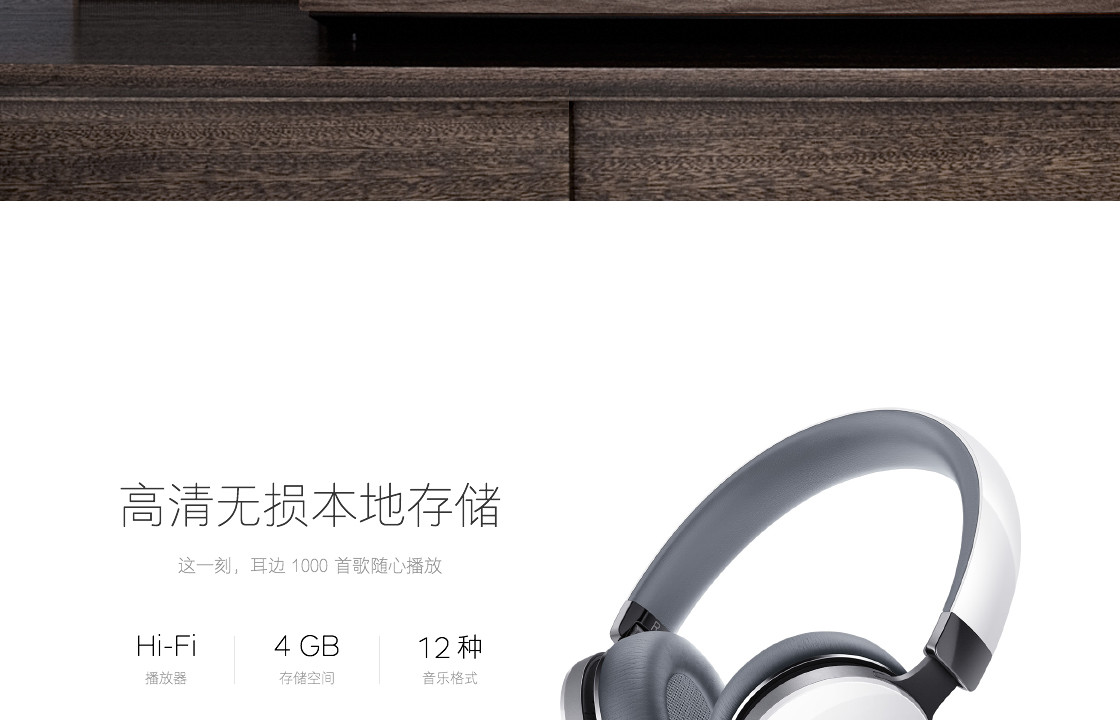 高清无损本地存储
这一刻，耳边 1000 首歌随心播放
Hi-Fi
播放器
4 GB
存储空间
12 种
音乐格式
R